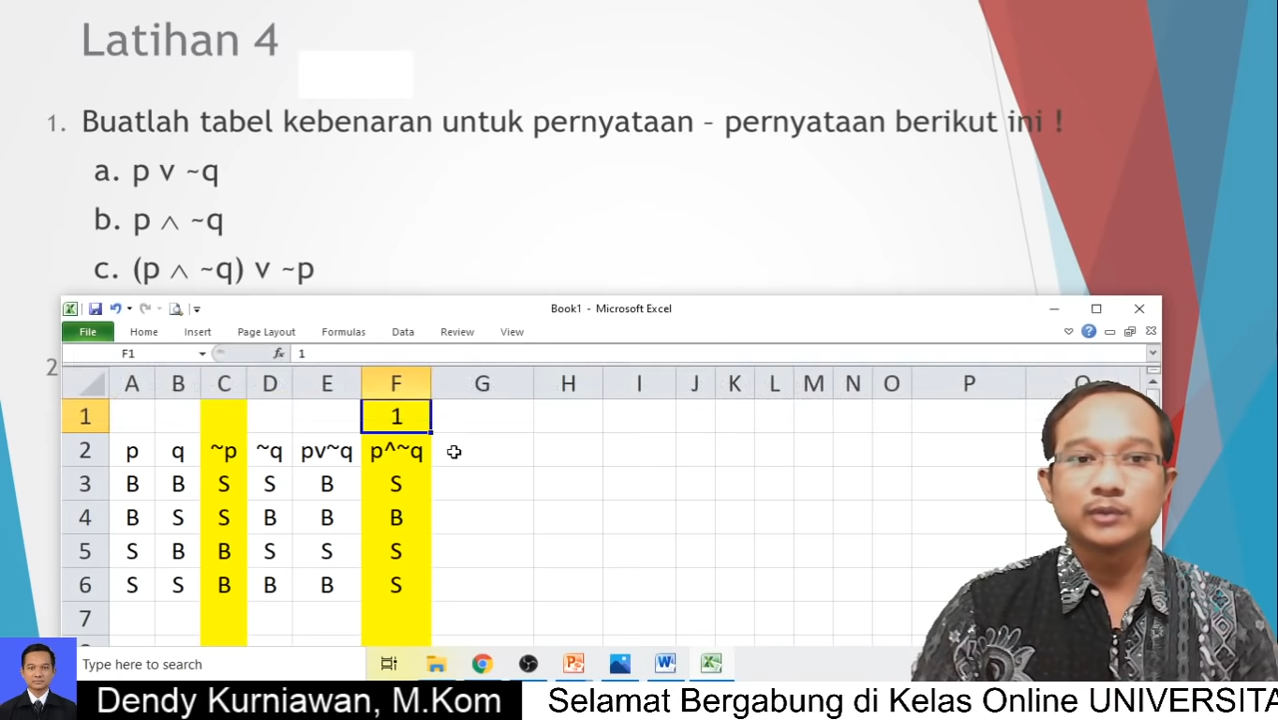 Latihan 4
1. Buatlah tabel kebenaran untuk pernyataan – pernyataan berikut ini !
a. p v ~q
b. p ∧ ~q
c. (p ∧ ~q) v ~p
2
Book1 - Microsoft Excel
File Home Insert Page Layout Formulas Data Review View
F1 fx 1
A B C D E F G H I J K L M N O P
1 1
2 p q ~p ~q pv~q p^~q
3 B B S S B S
4 B S S B B B
5 S B B S S S
6 S S B B B S
7
Type here to search
Dendy Kurniawan, M.Kom Selamat Bergabung di Kelas Online UNIVERSITA